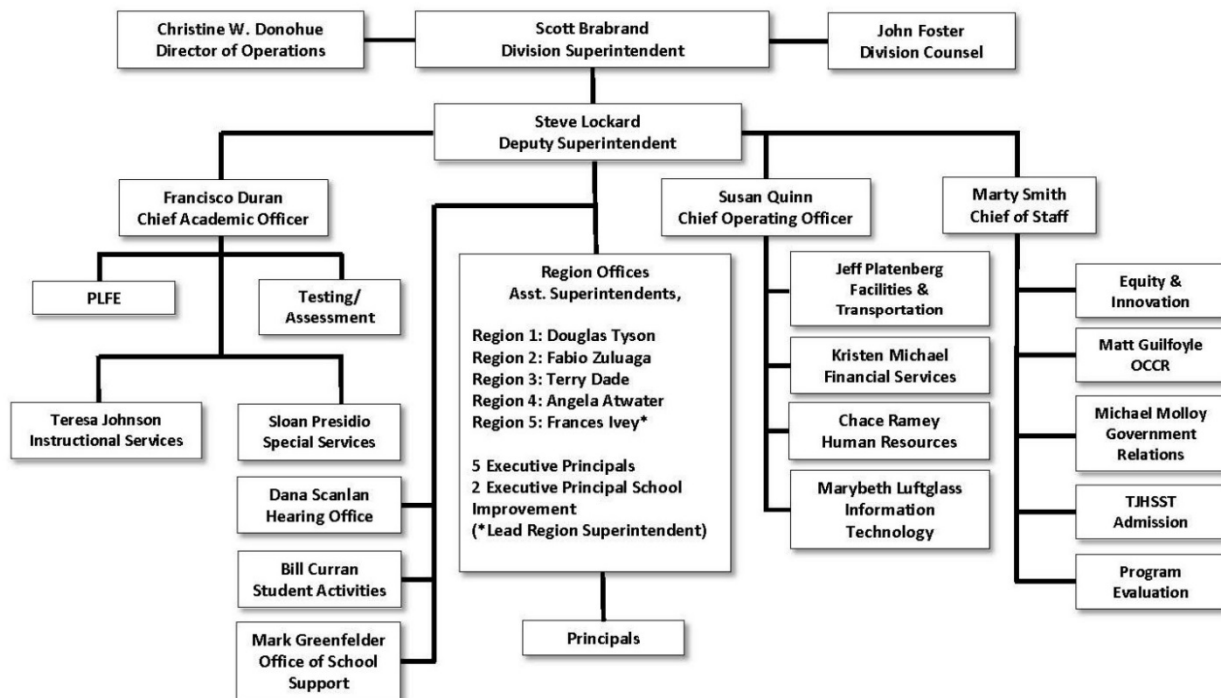 Christine W. Donohue
Director of Operations
Scott Brabrand
Division Superintendent
John Foster
Division Counsel
Steve Lockard
Deputy Superintendent
Francisco Duran
Chief Academic Officer
Susan Quinn
Chief Operating Officer
Marty Smith
Chief of Staff
PLFE
Testing/
Assessment
Teresa Johnson
Instructional Services
Sloan Presidio
Special Services
Dana Scanlan
Hearing Office
Bill Curran
Student Activities
Mark Greenfelder
Office of School
Support
Region Offices
Asst. Superintendents,
Region 1: Douglas Tyson
Region 2: Fabio Zuluaga
Region 3: Terry Dade
Region 4: Angela Atwater
Region 5: Frances Ivey*
5 Executive Principals
2 Executive Principal School
Improvement
(*Lead Region Superintendent)
Principals
Jeff Platenberg
Facilities &
Transportation
Kristen Michael
Financial Services
Chace Ramey
Human Resources
Marybeth Luftglass
Information
Technology
Equity &
Innovation
Matt Guilfoyle
OCCR
Michael Molloy
Government
Relations
TJHSST
Admission
Program
Evaluation